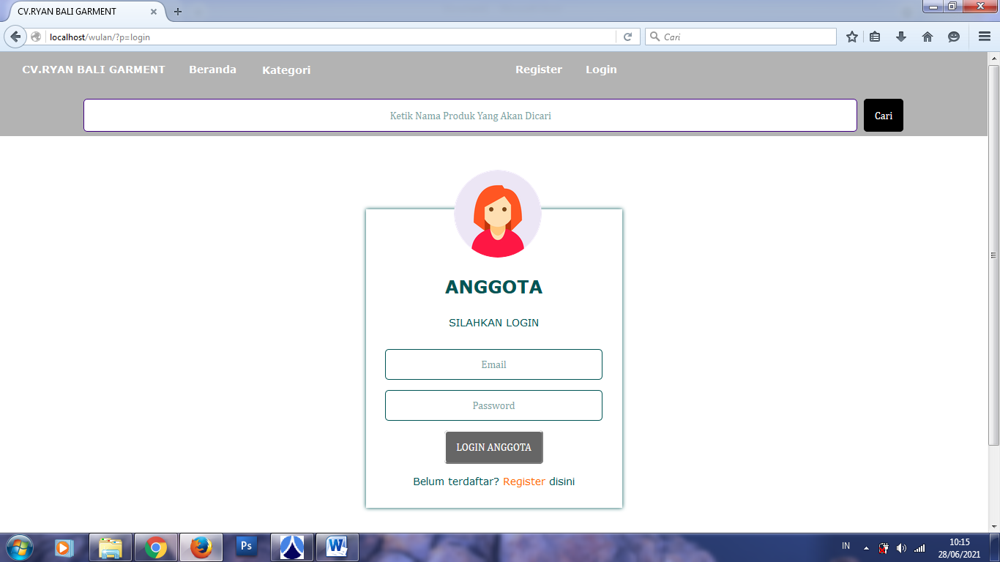 CV.RYAN BALI GARMENT
localhost/wulan/?p=login
Cari
CV.RYAN BALI GARMENT Beranda Kategori Register Login
Ketik Nama Produk Yang Akan Dicari Cari
ANGGOTA
SILAHKAN LOGIN
Email
Password
LOGIN ANGGOTA
Belum terdaftar? Register disini
Ps W IN 10:15
28/06/2021